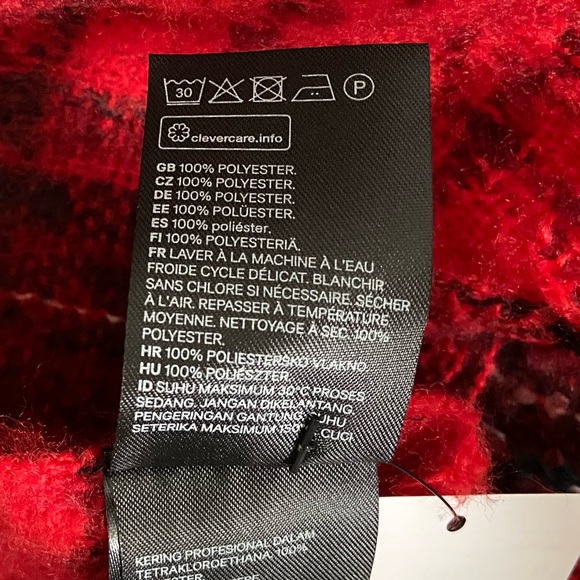 30 P
clevercare.info
GB 100% POLYESTER.
CZ 100% POLYESTER.
DE 100% POLYESTER.
EE 100% POLÜESTER.
ES 100% poliéster.
FI 100% POLYESTERIÄ.
FR LAVER À LA MACHINE À L'EAU
FROIDE CYCLE DÉLICAT. BLANCHIR
SANS CHLORE SI NÉCESSAIRE. SÉCHER
À L'AIR. REPASSER À TEMPÉRATURE
MOYENNE. NETTOYAGE À SEC. 100%
POLYESTER.
HR 100% POLIESTERSKO VLAKNO.
HU 100% POLIÉSZTER.
ID SUHU MAKSIMUM 30°C PROSES
SEDANG. JANGAN DIKELANTANG.
PENGERINGAN GANTUNG.
SETERIKA MAKSIMUM CUCI
KERING PROFESIONAL DALAM
TETRAKLOROETHANA. 100%